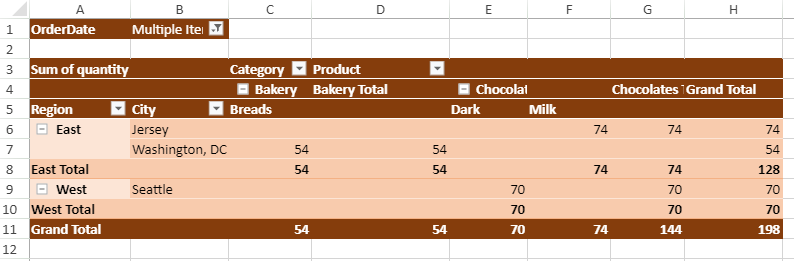 A B C D E F G H
1 OrderDate Multiple Ite
2
3 Sum of quantity Category Product
4 Bakery Bakery Total Chocolat Chocolates Grand Total
5 Region City Breads Dark Milk
6 East Jersey 74 74 74
7 Washington, DC 54 54 54
8 East Total 54 54 74 74 128
9 West Seattle 70 70 70
10 West Total 70 70 70
11 Grand Total 54 54 70 74 144 198
12